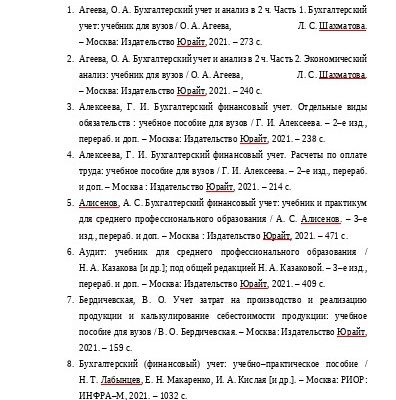 1. Агеева, О. А. Бухгалтерский учет и анализ в 2 ч. Часть 1. Бухгалтерский
учет: учебник для вузов / О. А. Агеева, Л. С. Шахматова.
– Москва: Издательство Юрайт, 2021. – 273 с.
2. Агеева, О. А. Бухгалтерский учет и анализ в 2 ч. Часть 2. Экономический
анализ: учебник для вузов / О. А. Агеева, Л. С. Шахматова.
– Москва: Издательство Юрайт, 2021. – 240 с.
3. Алексеева, Г. И. Бухгалтерский финансовый учет. Отдельные виды
обязательств : учебное пособие для вузов / Г. И. Алексеева. – 2–е изд.,
перераб. и доп. – Москва: Издательство Юрайт, 2021. – 238 с.
4. Алексеева, Г. И. Бухгалтерский финансовый учет. Расчеты по оплате
труда: учебное пособие для вузов / Г. И. Алексеева. – 2–е изд., перераб.
и доп. – Москва : Издательство Юрайт, 2021. – 214 с.
5. Алисенов, А. С. Бухгалтерский финансовый учет: учебник и практикум
для среднего профессионального образования / А. С. Алисенов. – 3–е
изд., перераб. и доп. – Москва : Издательство Юрайт, 2021. – 471 с.
6. Аудит: учебник для среднего профессионального образования /
Н. А. Казакова [и др.]; под общей редакцией Н. А. Казаковой. – 3–е изд.,
перераб. и доп. – Москва: Издательство Юрайт, 2021. – 409 с.
7. Бердичевская, В. О. Учет затрат на производство и реализацию
продукции и калькулирование себестоимости продукции: учебное
пособие для вузов / В. О. Бердичевская. – Москва: Издательство Юрайт,
2021. – 159 с.
8. Бухгалтерский (финансовый) учет: учебно–практическое пособие /
Н. Т. Лабынцев, Е. Н. Макаренко, И. А. Кислая [и др.]. – Москва: РИОР:
ИНФРА–М, 2021. – 1032 с.